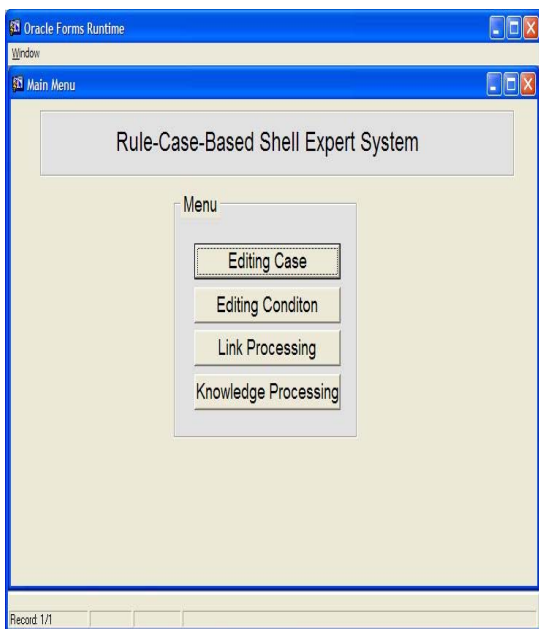 Oracle Forms Runtime
Window
Main Menu
Rule-Case-Based Shell Expert System
Menu
Editing Case
Editing Conditon
Link Processing
Knowledge Processing
Record: 1/1